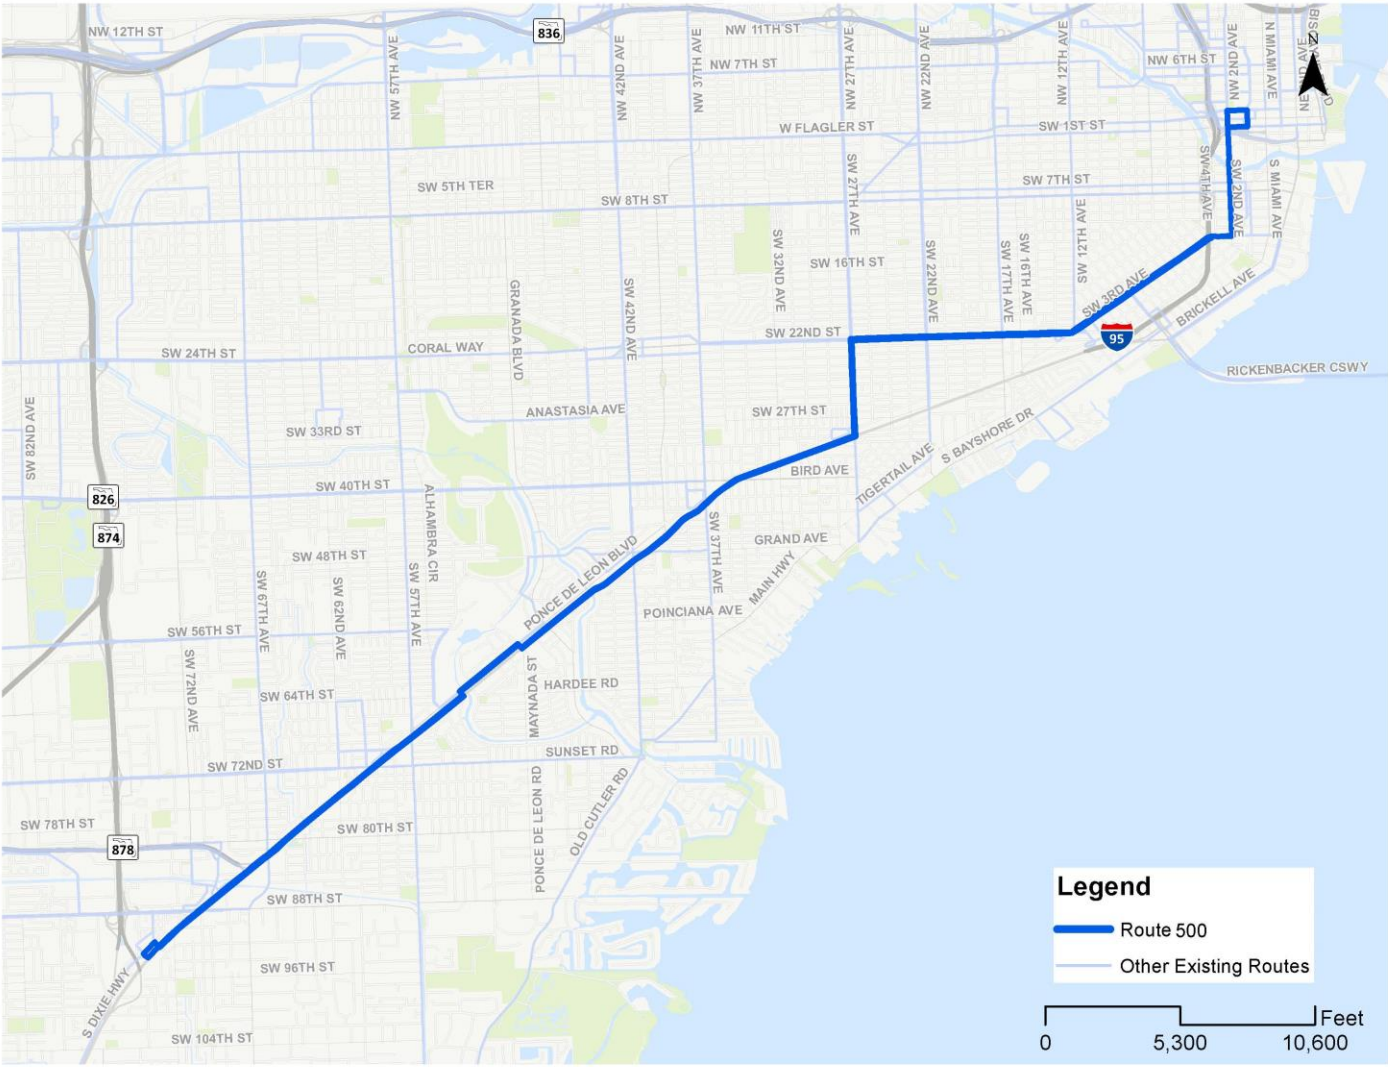 NW 12TH ST
836
NW 11TH ST
NW 7TH ST
NW 6TH ST
NW 57TH AVE
NW 42ND AVE
NW 37TH AVE
NW 27TH AVE
NW 22ND AVE
NW 12TH AVE
NW 2ND AVE
N MIAMI AVE
N
W FLAGLER ST
SW 1ST ST
SW 5TH TER
SW 8TH ST
SW 7TH ST
SW 27TH AVE
SW 4TH AVE
SW 2ND AVE
S MIAMI AVE
SW 32ND AVE
SW 16TH ST
SW 22ND AVE
SW 17TH AVE
SW 16TH AVE
SW 12TH AVE
SW 3RD AVE
BRICKELL AVE
GRANADA BLVD
SW 42ND AVE
SW 24TH ST
CORAL WAY
SW 22ND ST
95
RICKENBACKER CSWY
SW 82ND AVE
SW 33RD ST
ANASTASIA AVE
SW 27TH ST
S BAYSHORE DR
TIGERTAIL AVE
BIRD AVE
826
SW 40TH ST
ALHAMBRA CIR
874
SW 48TH ST
SW 37TH AVE
GRAND AVE
MAIN HWY
PONCE DE LEON BLVD
SW 67TH AVE
SW 62ND AVE
SW 57TH AVE
POINCIANA AVE
SW 56TH ST
SW 72ND AVE
SW 64TH ST
MAYNADA ST
HARDEE RD
SW 72ND ST
SUNSET RD
PONCE DE LEON RD
OLD CUTLER RD
SW 78TH ST
SW 80TH ST
878
SW 88TH ST
SW 96TH ST
S DIXIE HWY
SW 104TH ST
Legend
Route 500
Other Existing Routes
Feet
0 5,300 10,600